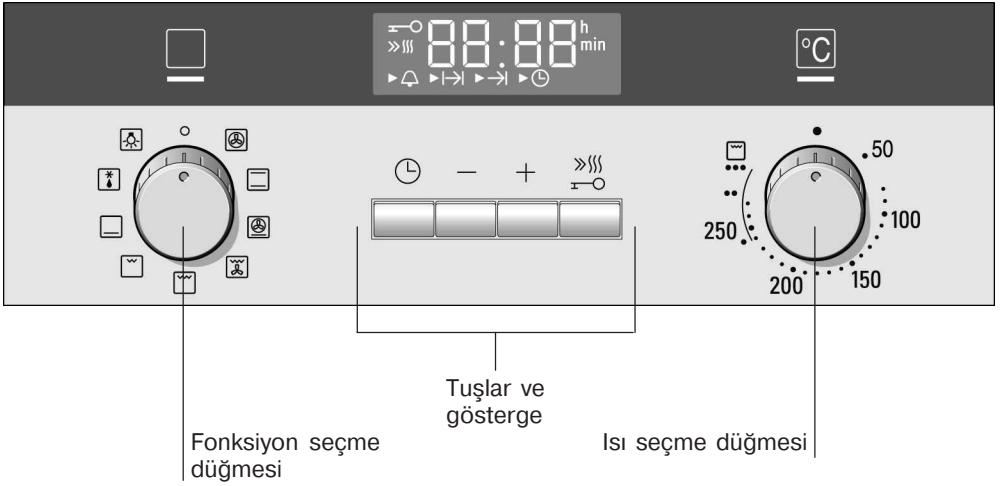 88:88 h
min
°C
50
100
150
200
250
Tuşlar ve
gösterge
Fonksiyon seçme
düğmesi
Isı seçme düğmesi